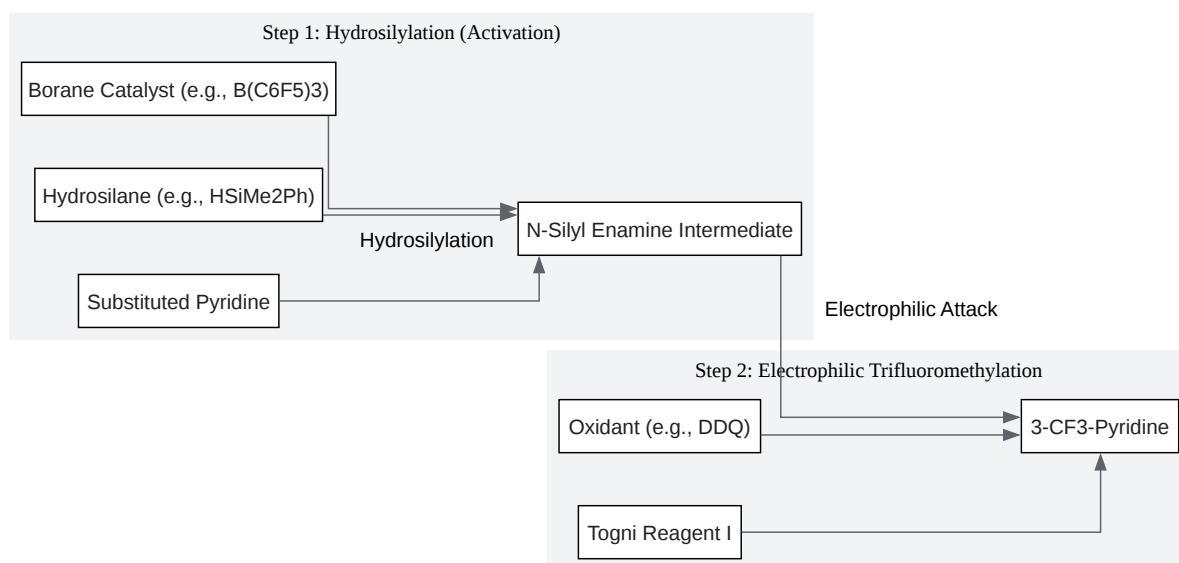 Step 1: Hydrosilylation (Activation)
Borane Catalyst (e.g., B(C6F5)3)
Hydrosilane (e.g., HSiMe2Ph)
N-Silyl Enamine Intermediate
Hydrosilylation
Substituted Pyridine
Electrophilic Attack
Step 2: Electrophilic Trifluoromethylation
Oxidant (e.g., DDQ)
3-CF3-Pyridine
Togni Reagent I